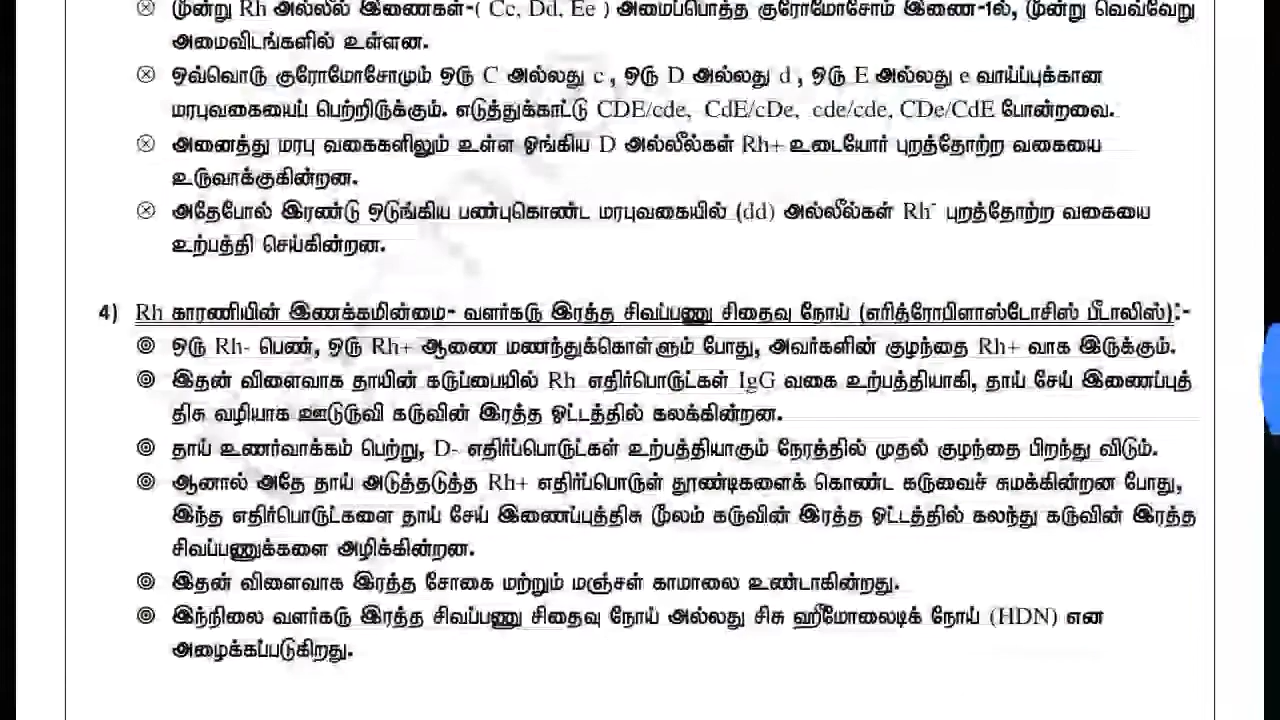 மூன்று Rh அல்லீல் இணைகள்-( Cc, Dd, Ee ) அமைப்பொத்த குரோமோசோம் இணை-1ல், மூன்று வெவ்வேறு
அமைவிடங்களில் உள்ளன.
ஒவ்வொரு குரோமோசோமும் ஒரு C அல்லது c , ஒரு D அல்லது d , ஒரு E அல்லது e வாய்ப்புக்கான
மரபுவகையைப் பெற்றிருக்கும். எடுத்துக்காட்டு CDE/cde, CdE/cDe, cde/cde, CDe/CdE போன்றவை.
அனைத்து மரபு வகைகளிலும் உள்ள ஓங்கிய D அல்லீல்கள் Rh+ உடையோர் புறத்தோற்ற வகையை
உருவாக்குகின்றன.
அதேபோல் இரண்டு ஒடுங்கிய பண்புகொண்ட மரபுவகையில் (dd) அல்லீல்கள் Rh⁻ புறத்தோற்ற வகையை
உற்பத்தி செய்கின்றன.
4) Rh காரணியின் இணக்கமின்மை- வளர்கரு இரத்த சிவப்பணு சிதைவு நோய் (எரித்ரோபிளாஸ்டோசிஸ் பீடாலிஸ்):-
ஒரு Rh- பெண், ஒரு Rh+ ஆணை மணந்துக்கொள்ளும் போது, அவர்களின் குழந்தை Rh+ வாக இருக்கும்.
இதன் விளைவாக தாயின் கருப்பையில் Rh எதிர்பொருட்கள் IgG வகை உற்பத்தியாகி, தாய் சேய் இணைப்புத்
திசு வழியாக ஊடுருவி கருவின் இரத்த ஓட்டத்தில் கலக்கின்றன.
தாய் உணர்வாக்கம் பெற்று, D- எதிர்ப்பொருட்கள் உற்பத்தியாகும் நேரத்தில் முதல் குழந்தை பிறந்து விடும்.
ஆனால் அதே தாய் அடுத்தடுத்த Rh+ எதிர்ப்பொருள் தூண்டிகளைக் கொண்ட கருவைச் சுமக்கின்றன போது,
இந்த எதிர்பொருட்களை தாய் சேய் இணைப்புத்திசு மூலம் கருவின் இரத்த ஓட்டத்தில் கலந்து கருவின் இரத்த
சிவப்பணுக்களை அழிக்கின்றன.
இதன் விளைவாக இரத்த சோகை மற்றும் மஞ்சள் காமாலை உண்டாகின்றது.
இந்நிலை வளர்கரு இரத்த சிவப்பணு சிதைவு நோய் அல்லது சிசு ஹீமோலைடிக் நோய் (HDN) என
அழைக்கப்படுகிறது.